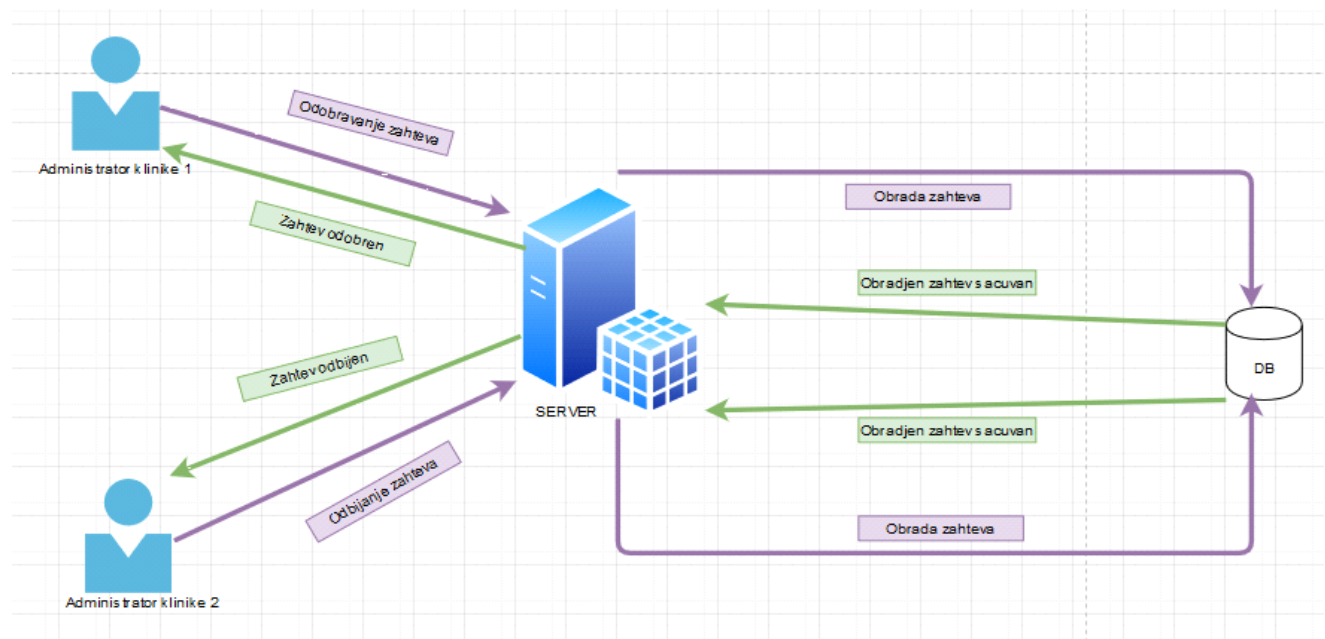 Odobravanje zahteva
Administrator klinike 1
Obrada zahteva
Zahtev odobren
Obradjen zahtev sacuvan
Zahtev odbijen
DB
SERVER
Obradjen zahtev sacuvan
Odbijanje zahteva
Obrada zahteva
Administrator klinike 2